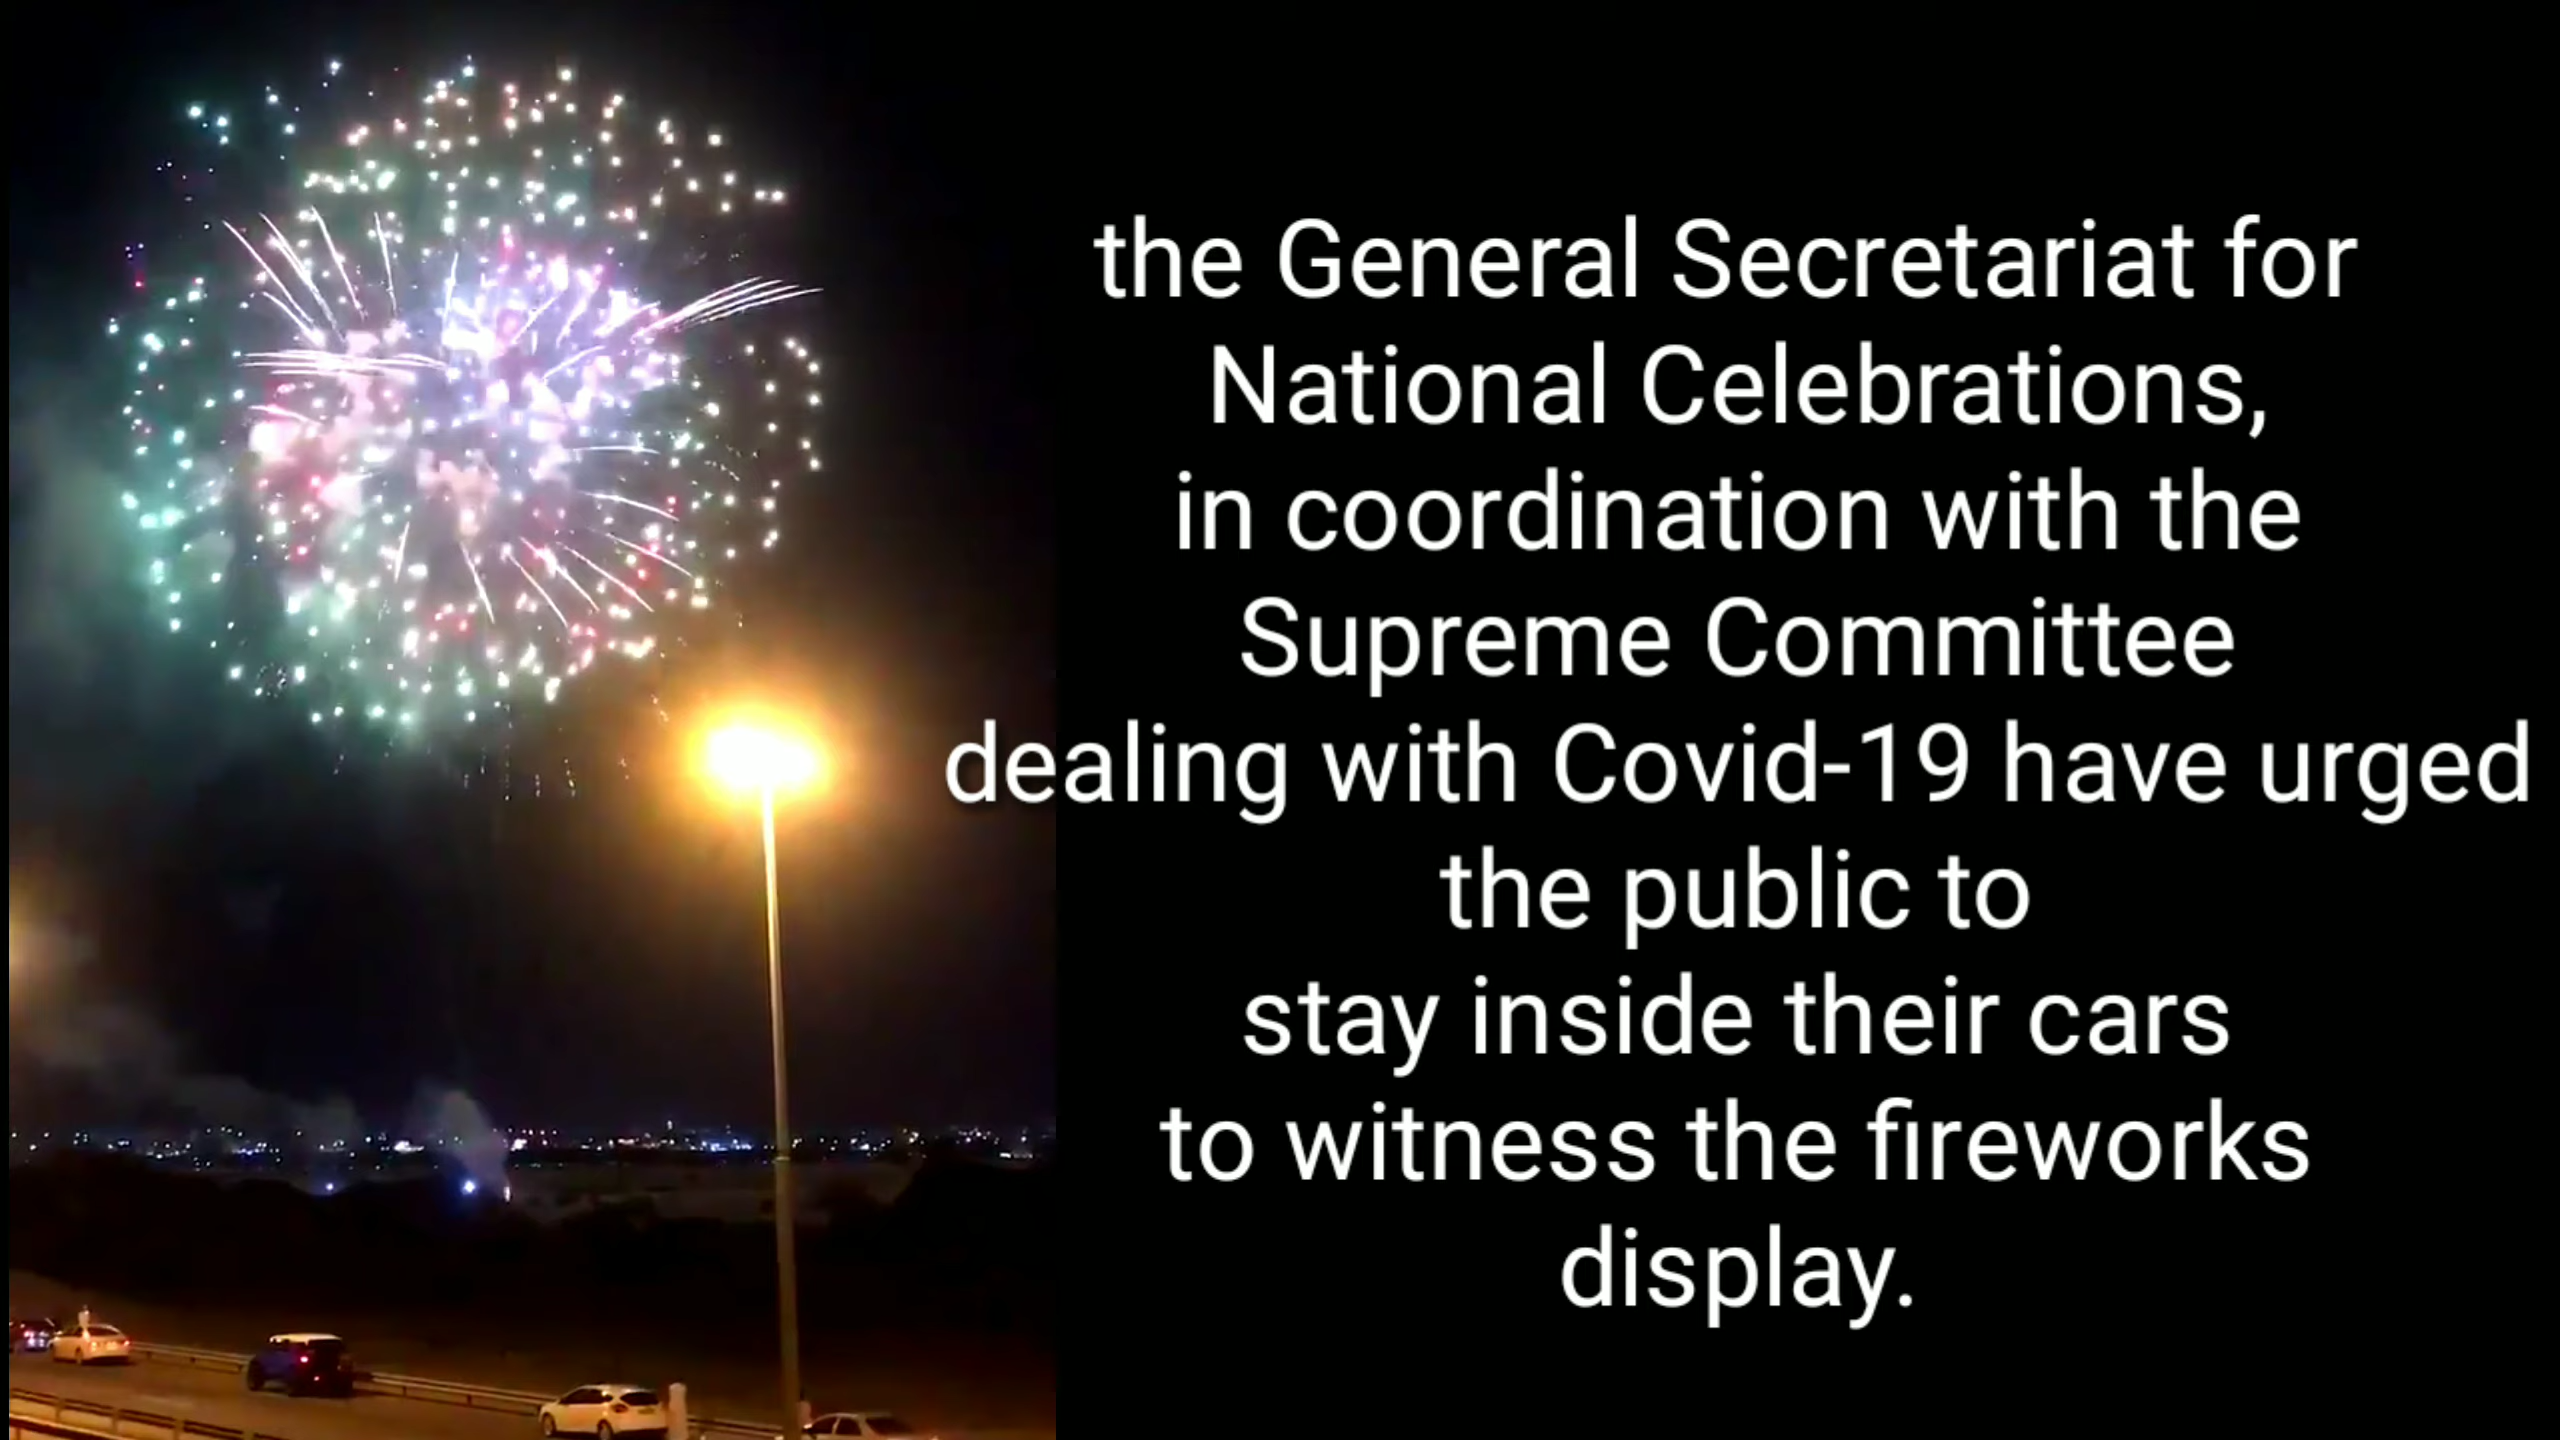 the General Secretariat for
National Celebrations,
in coordination with the
Supreme Committee
dealing with Covid-19 have urged
the public to
stay inside their cars
to witness the fireworks
display.